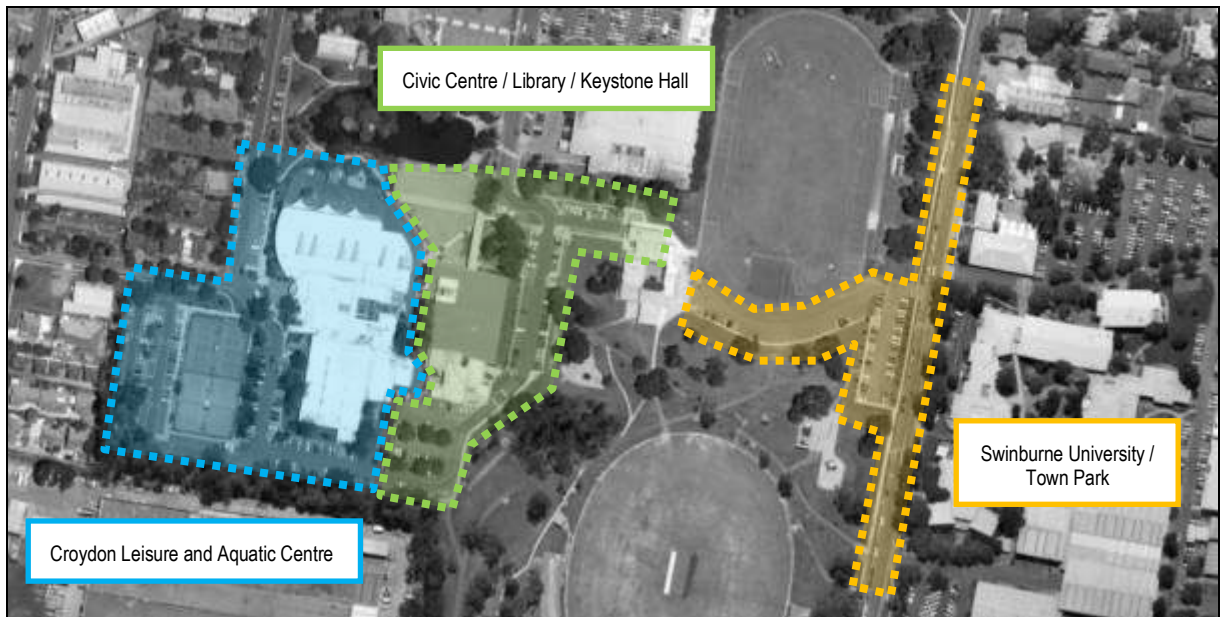 Civic Centre / Library / Keystone Hall
Swinburne University /
Town Park
Croydon Leisure and Aquatic Centre